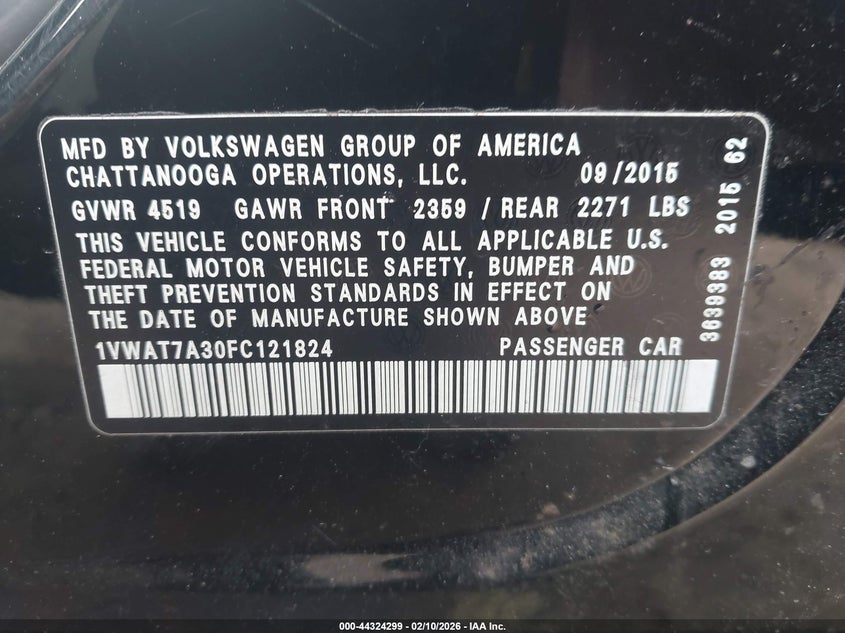 MFD BY VOLKSWAGEN GROUP OF AMERICA
CHATTANOOGA OPERATIONS, LLC. 09/2015
GVWR 4519 GAWR FRONT 2359 / REAR 2271 LBS
THIS VEHICLE CONFORMS TO ALL APPLICABLE U.S.
FEDERAL MOTOR VEHICLE SAFETY, BUMPER AND
THEFT PREVENTION STANDARDS IN EFFECT ON
THE DATE OF MANUFACTURE SHOWN ABOVE
1VWAT7A30FC121824 PASSENGER CAR
3639383 2015 62
000-44324299 — 02/10/2026 — IAA Inc.